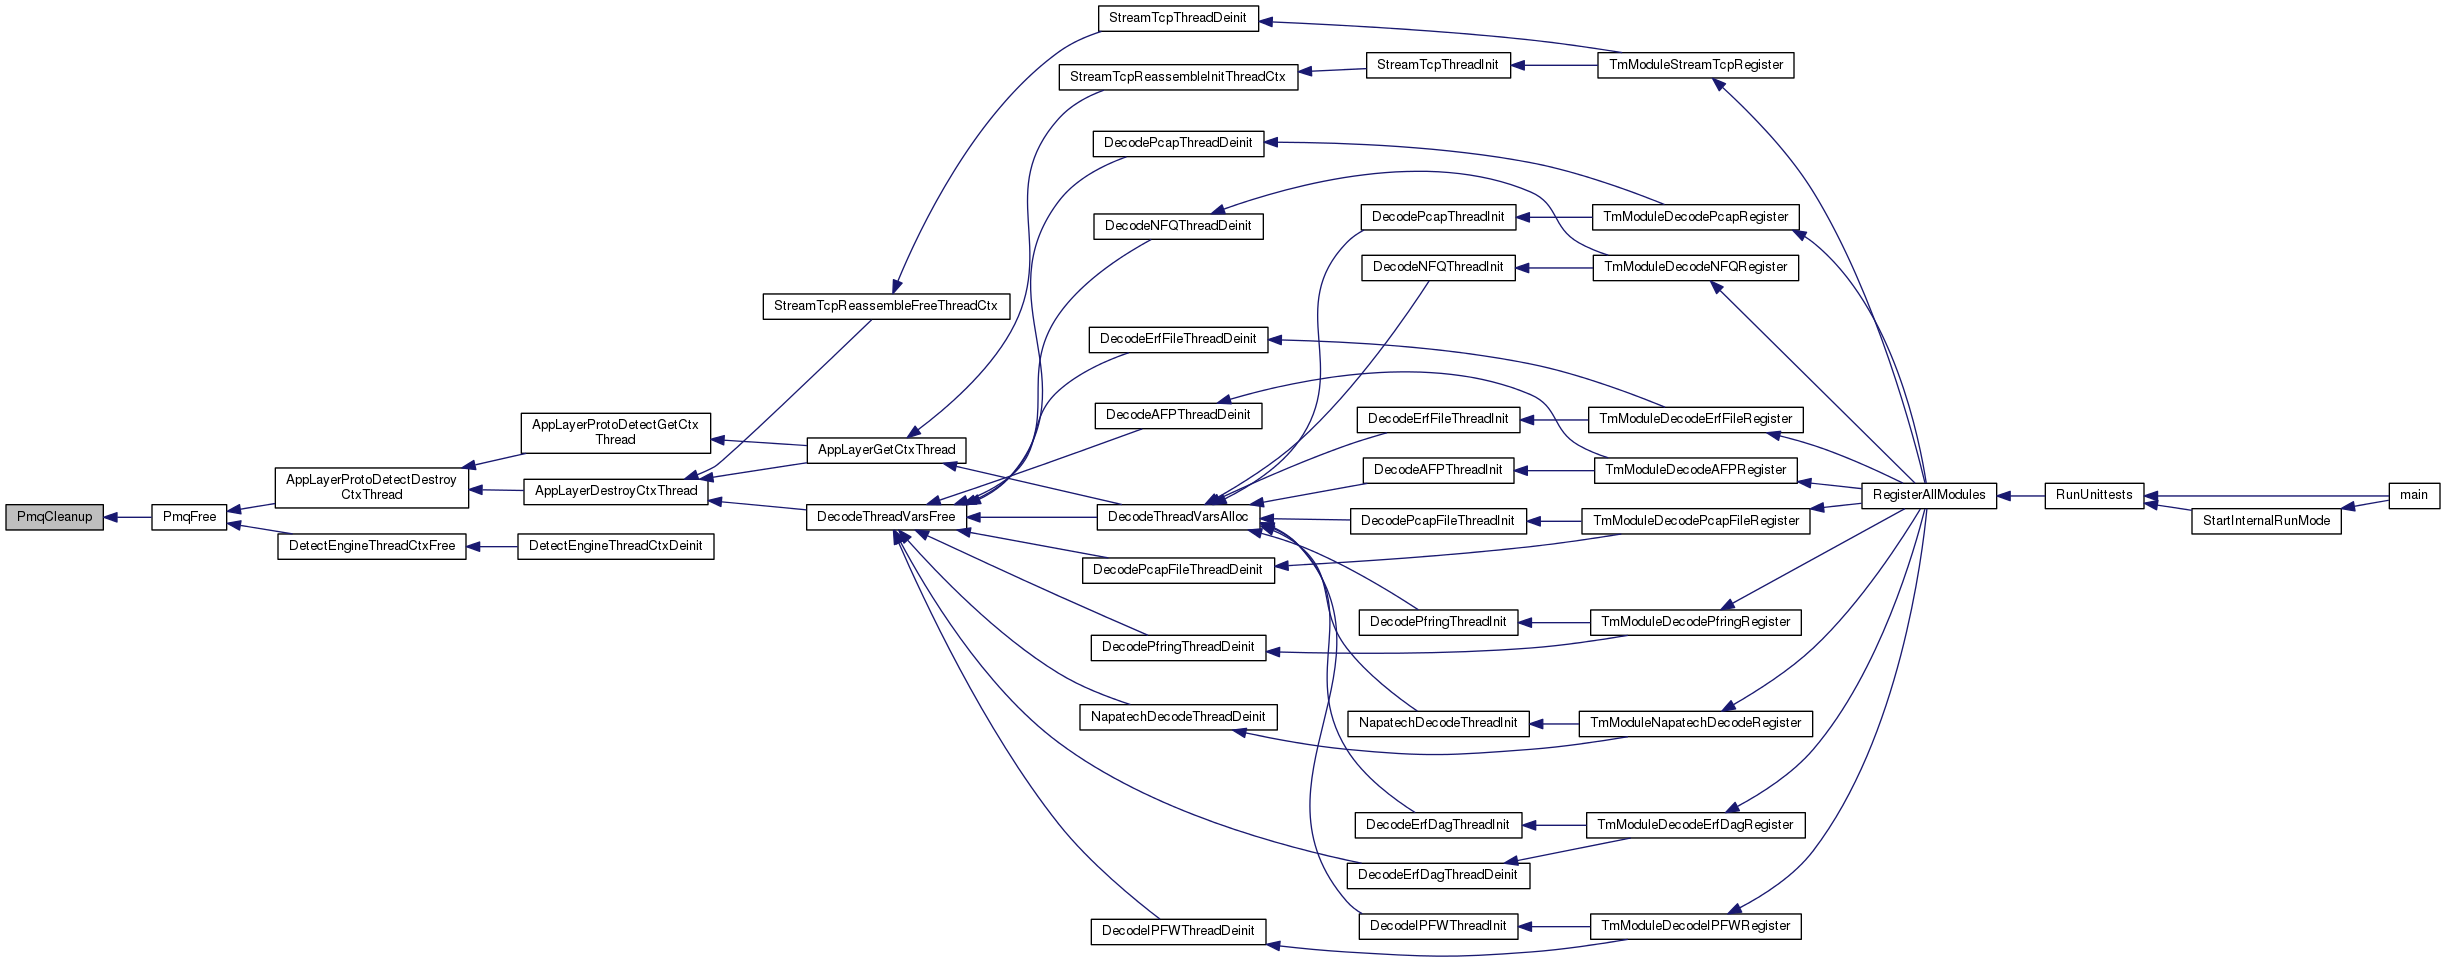 PmqCleanup
PmqFree
AppLayerProtoDetectDestroy
CtxThread
DetectEngineThreadCtxFree
AppLayerProtoDetectGetCtx
Thread
AppLayerDestroyCtxThread
DetectEngineThreadCtxDeinit
StreamTcpReassembleFreeThreadCtx
AppLayerGetCtxThread
DecodeThreadVarsFree
StreamTcpThreadDeinit
StreamTcpReassembleInitThreadCtx
DecodePcapThreadDeinit
DecodeNFQThreadDeinit
DecodeErfFileThreadDeinit
DecodeAFPThreadDeinit
DecodeThreadVarsAlloc
DecodePcapFileThreadDeinit
DecodePfringThreadDeinit
NapatechDecodeThreadDeinit
DecodeIPFWThreadDeinit
StreamTcpThreadInit
DecodePcapThreadInit
DecodeNFQThreadInit
DecodeErfFileThreadInit
DecodeAFPThreadInit
DecodePcapFileThreadInit
DecodePfringThreadInit
NapatechDecodeThreadInit
DecodeErfDagThreadInit
DecodeErfDagThreadDeinit
DecodeIPFWThreadInit
TmModuleStreamTcpRegister
TmModuleDecodePcapRegister
TmModuleDecodeNFQRegister
TmModuleDecodeErfFileRegister
TmModuleDecodeAFPRegister
TmModuleDecodePcapFileRegister
TmModuleDecodePfringRegister
TmModuleNapatechDecodeRegister
TmModuleDecodeErfDagRegister
TmModuleDecodeIPFWRegister
RegisterAllModules
RunUnittests
StartInternalRunMode
main